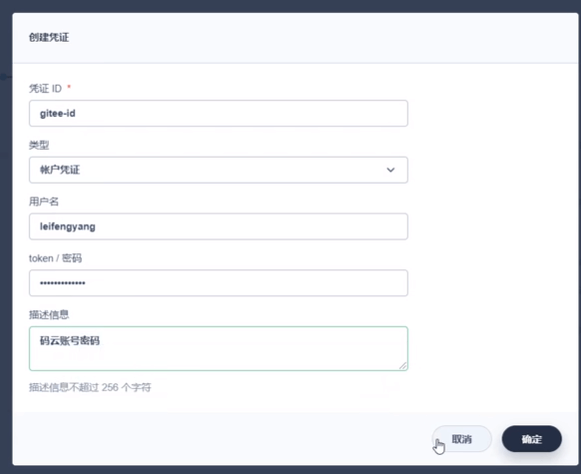 创建凭证
凭证 ID *
gitee-id
类型
帐户凭证
用户名
leifengyang
token / 密码
•••••••••••••
描述信息
码云账号密码
描述信息不超过 256 个字符
取消
确定